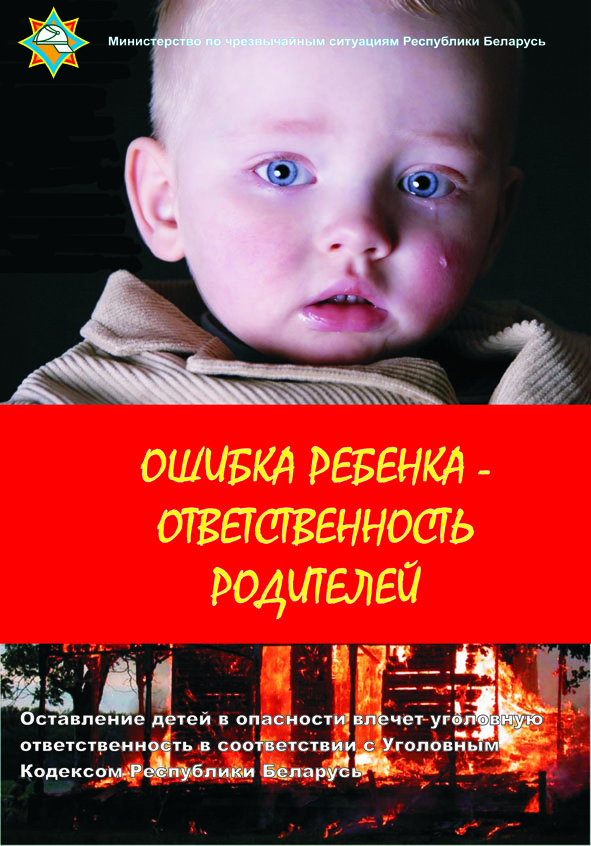 Министерство по чрезвычайным ситуациям Республики Беларусь
ОШИБКА РЕБЕНКА -
ОТВЕТСТВЕННОСТЬ
РОДИТЕЛЕЙ
Оставление детей в опасности влечет уголовную
ответственность в соответствии с Уголовным
Кодексом Республики Беларусь